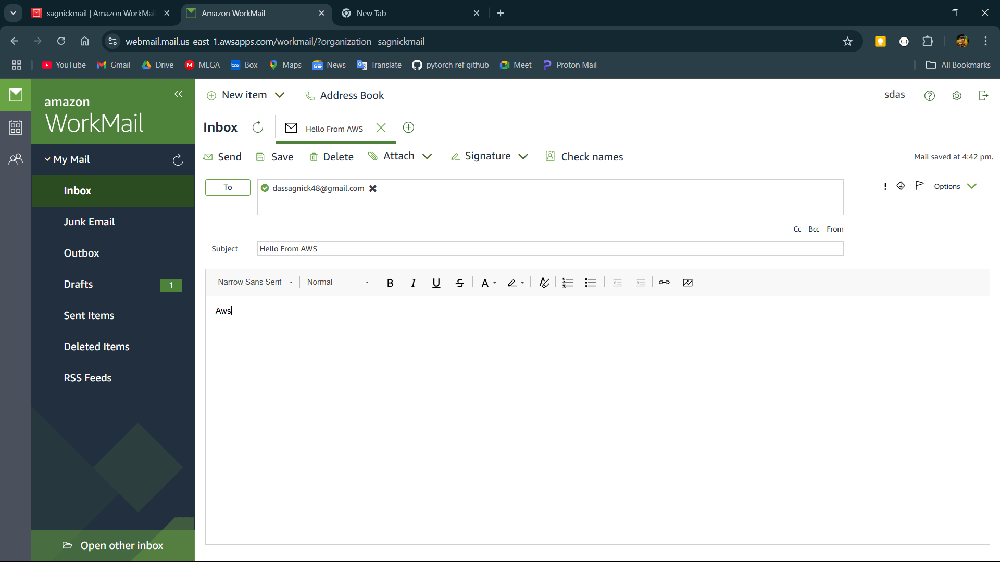 sagnickmail | Amazon WorkMai
Amazon WorkMail
New Tab
webmail.mail.us-east-1.awsapps.com/workmail/?organization=sagnickmail
YouTube
Gmail
Drive
MEGA
box Box
Maps
News
Translate
pytorch ref github
Meet
Proton Mail
All Bookmarks
amazon
WorkMail
New item
Address Book
sdas
Inbox
Hello From AWS
My Mail
Send
Save
Delete
Attach
Signature
Check names
Mail saved at 4:42 pm.
Inbox
Junk Email
Outbox
Drafts
1
Sent Items
Deleted Items
RSS Feeds
Open other inbox
To
dassagnick48@gmail.com
! Options
Cc Bcc From
Subject
Hello From AWS
Narrow Sans Serif
Normal
B I U S A
Aws